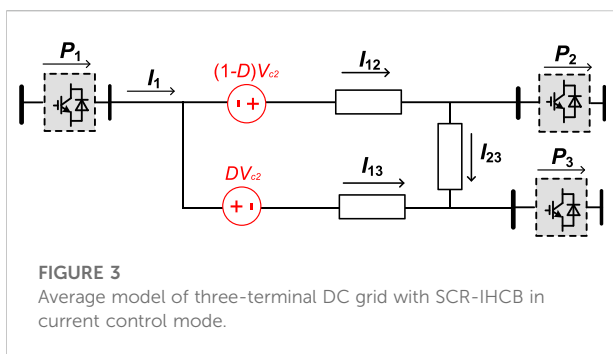 P1
I1
(1-D)Vc2
I12
P2
DVc2
I13
I23
P3
FIGURE 3
Average model of three-terminal DC grid with SCR-IHCB in
current control mode.